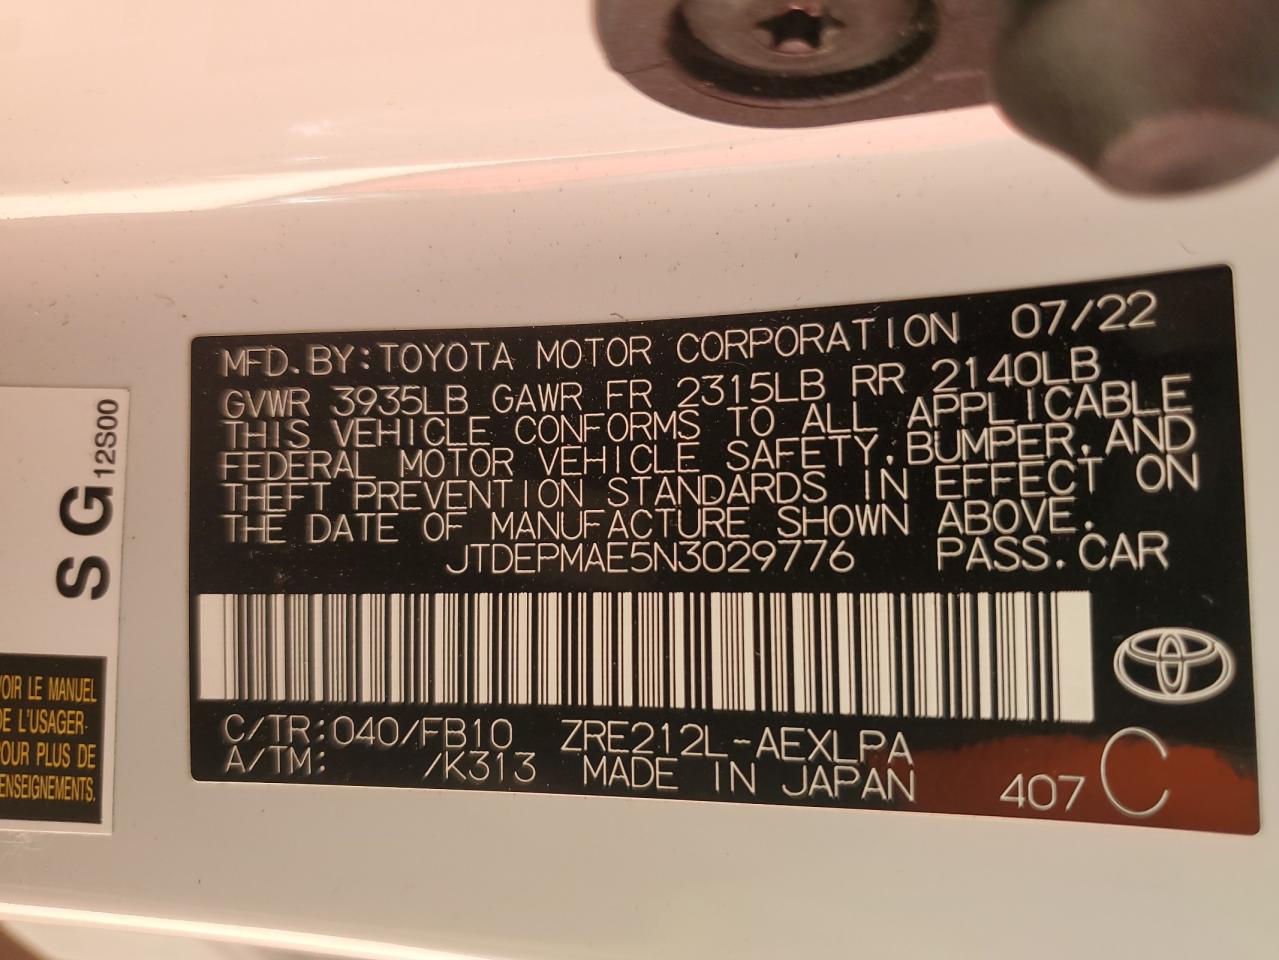 MFD.BY:TOYOTA MOTOR CORPORATION 07/22
GVWR 3935LB GAWR FR 2315LB RR 2140LB
THIS VEHICLE CONFORMS TO ALL APPLICABLE
FEDERAL MOTOR VEHICLE SAFETY,BUMPER,AND
THEFT PREVENTION STANDARDS IN EFFECT ON
THE DATE OF MANUFACTURE SHOWN ABOVE.
JTDEPMAE5N3029776 PASS.CAR
C/TR:040/FB10 ZRE212L-AEXLPA
A/TM: /K313 MADE IN JAPAN 407 C
S G 12S00
VOIR LE MANUEL
DE L'USAGER-
POUR PLUS DE
RENSEIGNEMENTS.